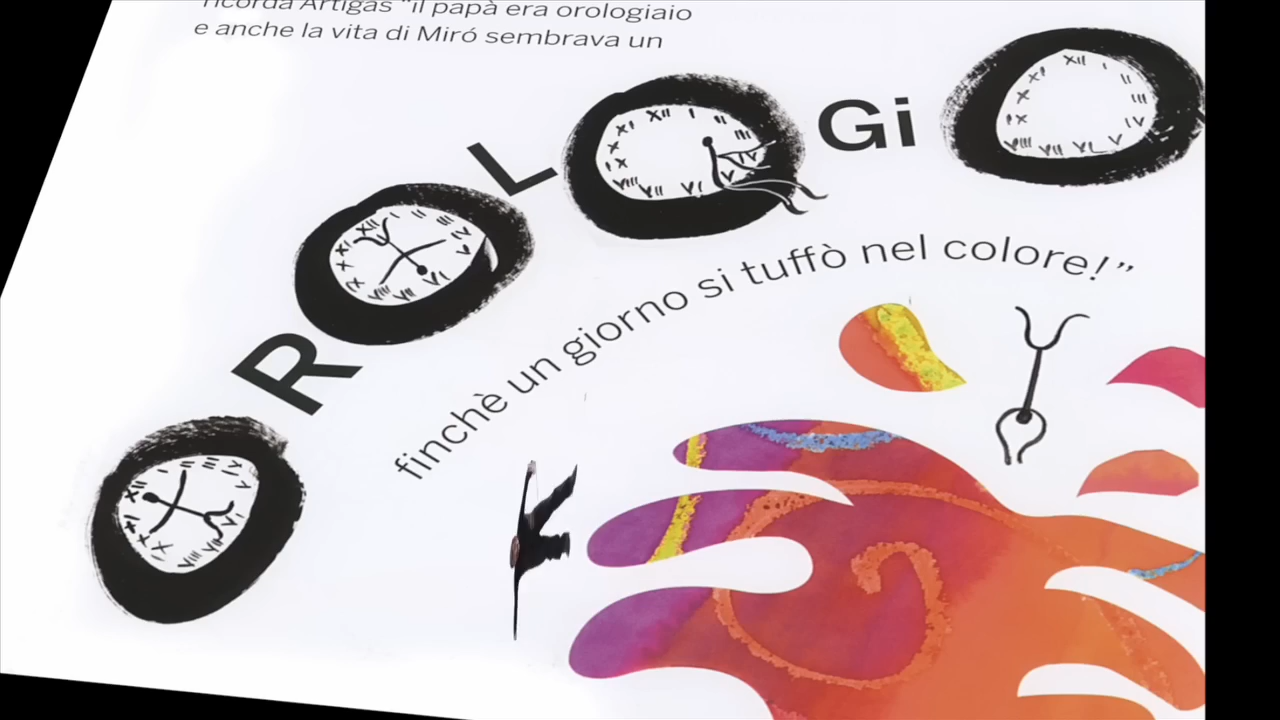 ricorda Artigas "il papà era orologiaio
e anche la vita di Miró sembrava un
OROLOGiO
finchè un giorno si tuffò nel colore!”